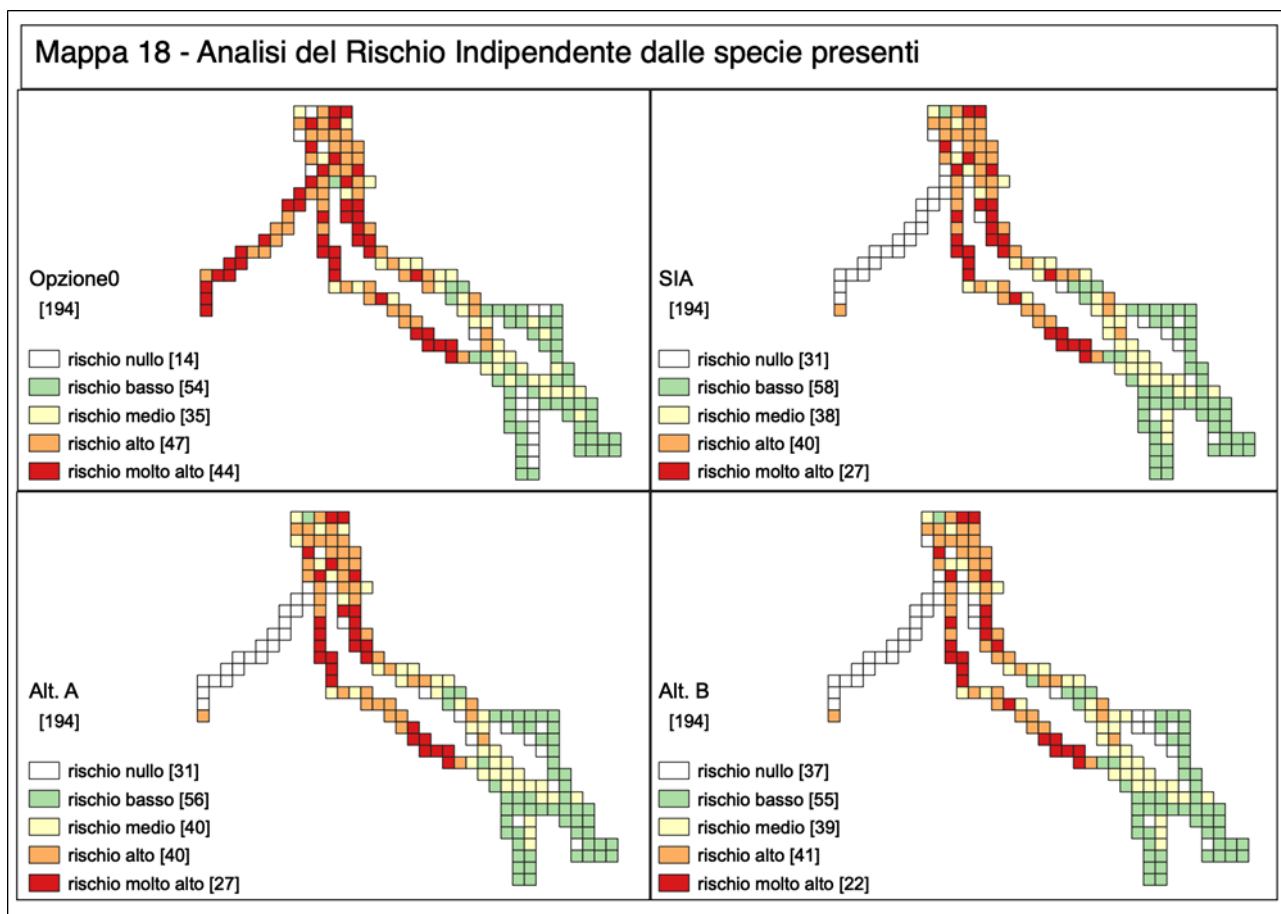 Mappa 18 - Analisi del Rischio Indipendente dalle specie presenti
Opzione0
[194]
rischio nullo [14]
rischio basso [54]
rischio medio [35]
rischio alto [47]
rischio molto alto [44]
SIA
[194]
rischio nullo [31]
rischio basso [58]
rischio medio [38]
rischio alto [40]
rischio molto alto [27]
Alt. A
[194]
rischio nullo [31]
rischio basso [56]
rischio medio [40]
rischio alto [40]
rischio molto alto [27]
Alt. B
[194]
rischio nullo [37]
rischio basso [55]
rischio medio [39]
rischio alto [41]
rischio molto alto [22]